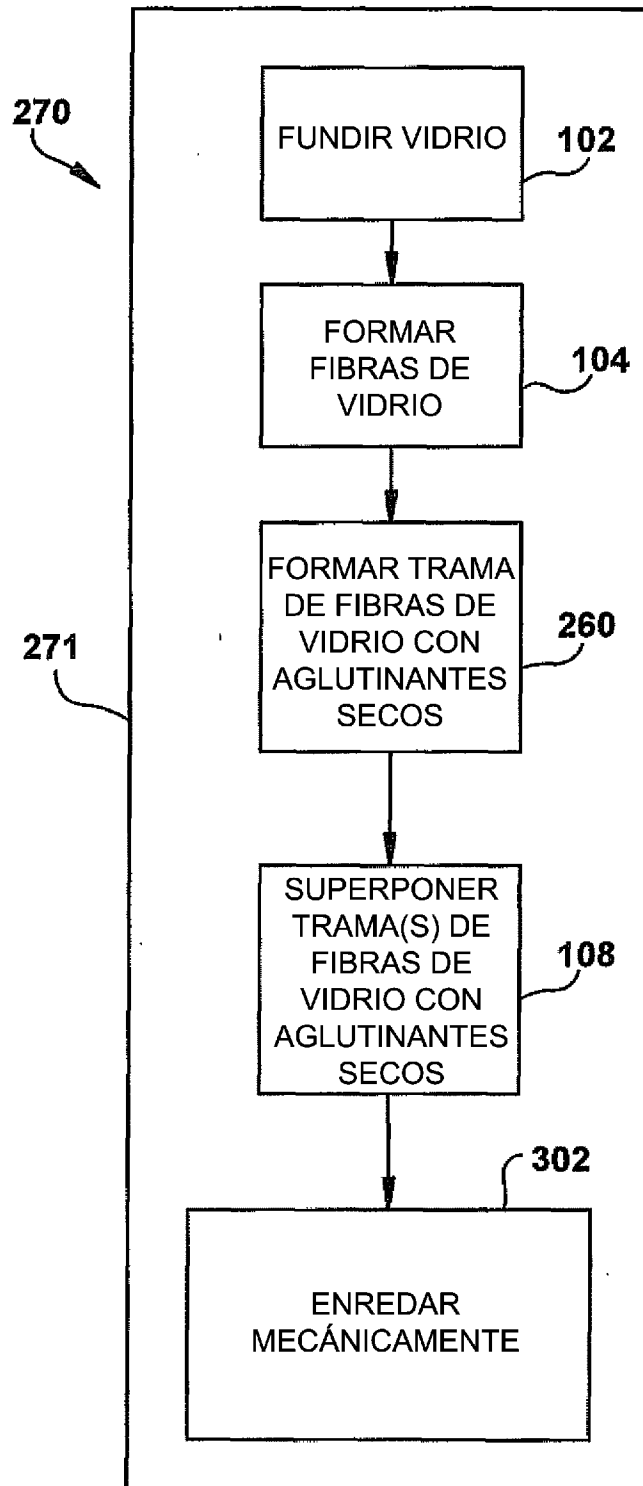 270
FUNDIR VIDRIO
102
FORMAR
FIBRAS DE
VIDRIO
104
FORMAR TRAMA
DE FIBRAS DE
VIDRIO CON
AGLUTINANTES
SECOS
260
271
SUPERPONER
TRAMA(S) DE
FIBRAS DE
VIDRIO CON
AGLUTINANTES
SECOS
108
302
ENREDAR
MECÁNICAMENTE